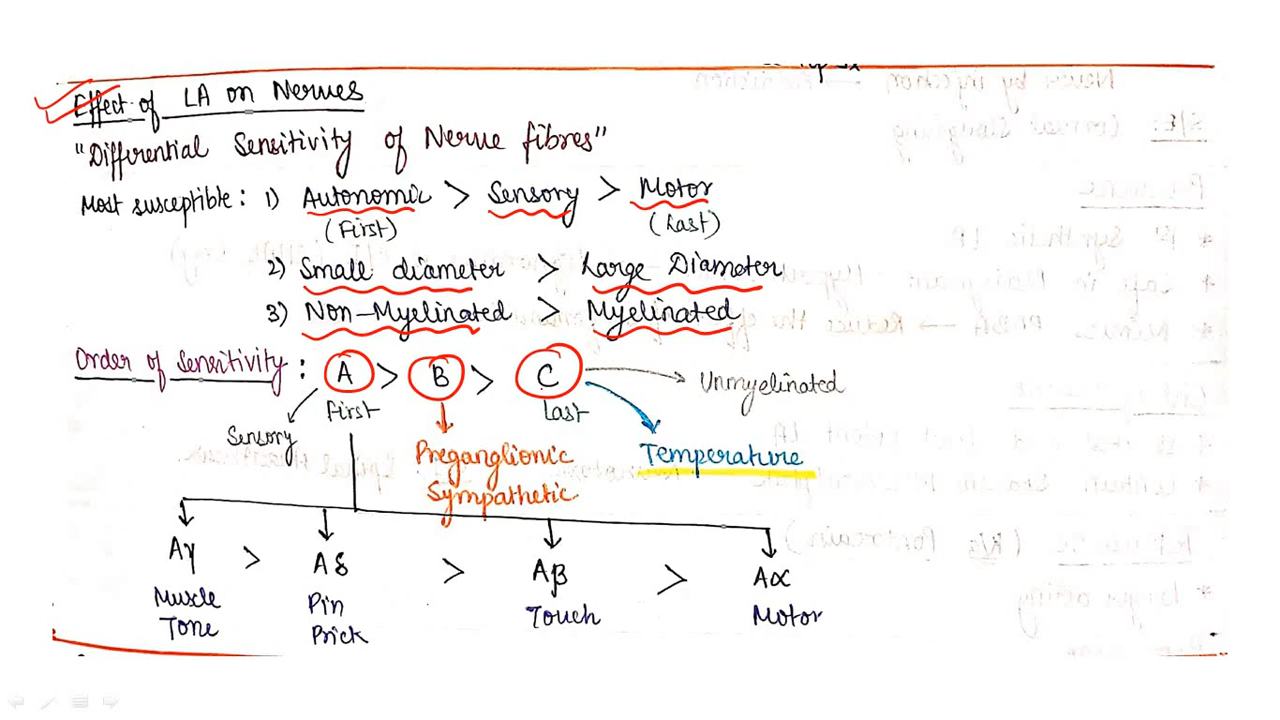 Effect of LA on Nerves
"Differential Sensitivity of Nerve fibres"
Most susceptible: 1) Autonomic > Sensory > Motor
(First) (Last)
2) Small diameter > Large Diameter
3) Non-Myelinated > Myelinated
Order of Sensitivity: A > B > C Unmyelinated
First Last
Sensory Preganglionic Temperature
Sympathetic
Aγ > Aδ > Aβ > Aα
Muscle Pin Touch Motor
Tone Prick